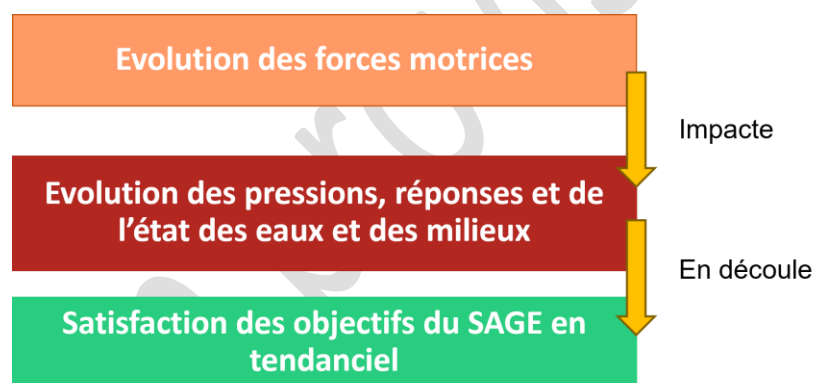 Evolution des forces motrices
Impacte
Evolution des pressions, réponses et de
l'état des eaux et des milieux
En découle
Satisfaction des objectifs du SAGE en
tendanciel